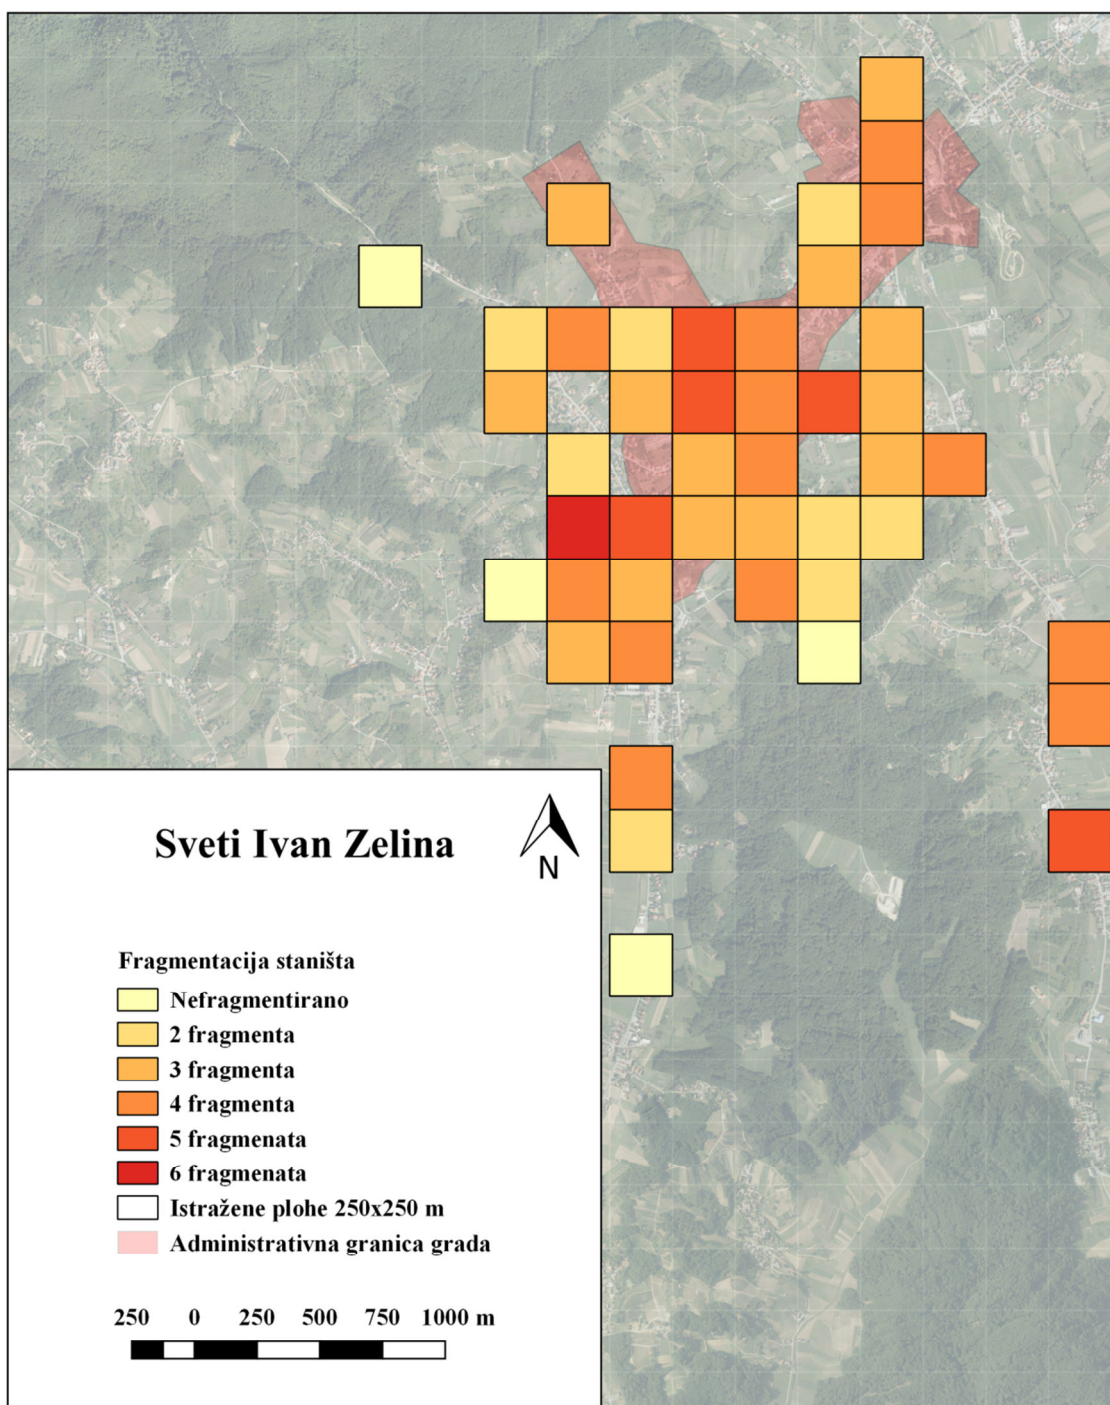 Sveti Ivan Zelina
N
Fragmentacija staništa
Nefragmentirano
2 fragmenta
3 fragmenta
4 fragmenta
5 fragmenata
6 fragmenata
Istražene plohe 250x250 m
Administrativna granica grada
250 0 250 500 750 1000 m